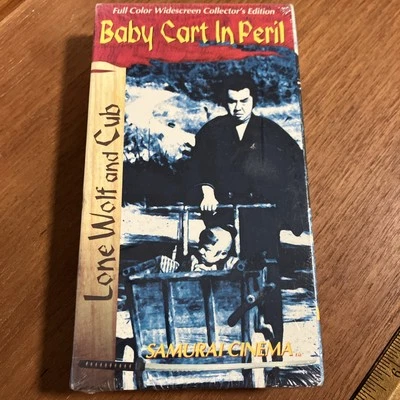 Full Color Widescreen Collector's Edition
Baby Cart In Peril
Lone Wolf and Cub
SAMURAI CINEMA